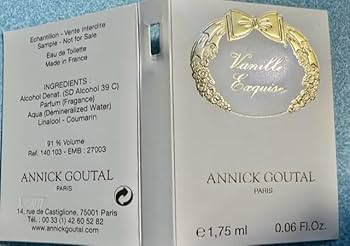 Echantillon - Vente interdite
Sample - Not for Sale
Eau de Toilette
Made in France
INGREDIENTS :
Alcohol Denat. (SD Alcohol 39 C)
Parfum (Fragance)
Aqua (Demineralized Water)
Linalool - Coumarin
91 % Volume
Ref. 140.103 - EMB : 27003
ANNICK GOUTAL
PARIS
14, rue de Castiglione, 75001 Paris
Tél. 00 33 (1) 42 60 52 82
www.annickgoutal.com
Vanille
Exquise
ANNICK GOUTAL
PARIS
e 1,75 ml 0.06 Fl.Oz.